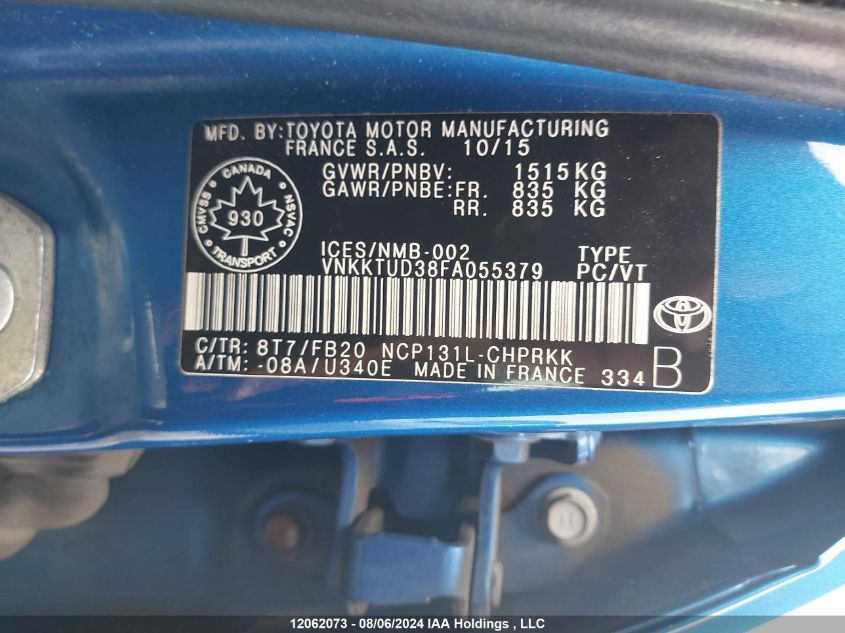 MFD. BY:TOYOTA MOTOR MANUFACTURING
FRANCE S.A.S. 10/15
GVWR/PNBV: 1515KG
GAWR/PNBE:FR. 835 KG
RR. 835 KG
CANADA
CMVSS 930 NSVAC
TRANSPORT
ICES/NMB-002 TYPE
VNKKTUD38FA055379 PC/VT
C/TR: 8T7/FB20 NCP131L-CHPRKK
A/TM: -08A/U340E MADE IN FRANCE 334 B
12062073 - 08/06/2024 IAA Holdings , LLC